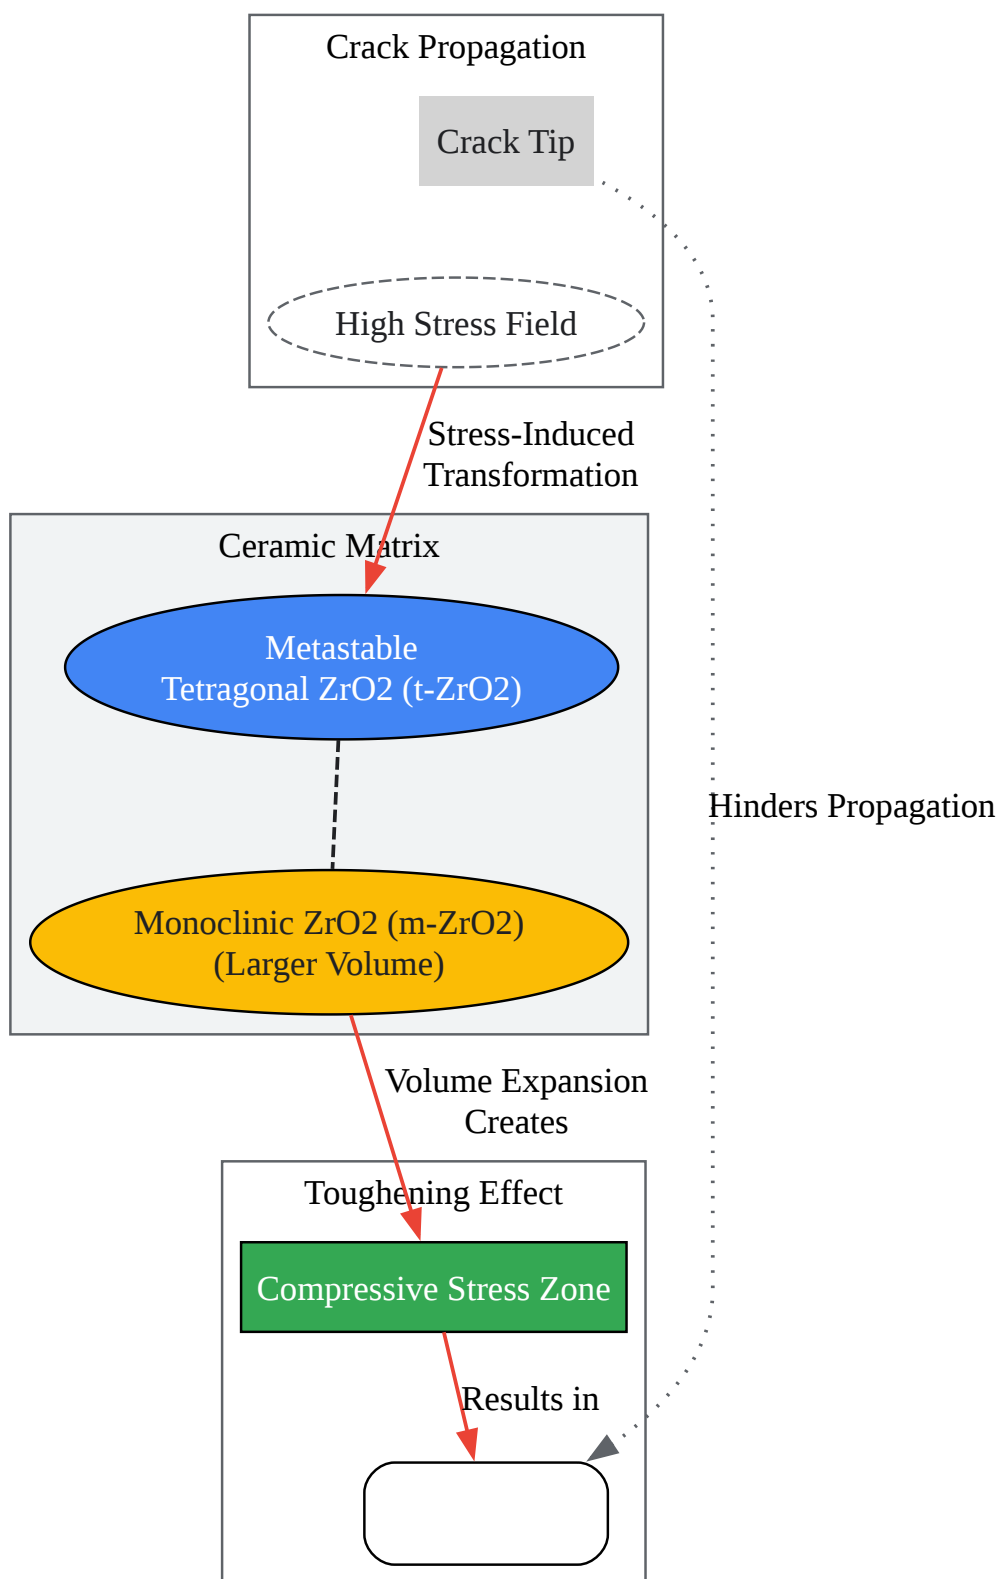 Crack Propagation
Crack Tip
High Stress Field
Stress-Induced
Transformation
Ceramic Matrix
Metastable
Tetragonal ZrO2 (t-ZrO2)
Hinders Propagation
Monoclinic ZrO2 (m-ZrO2)
(Larger Volume)
Volume Expansion
Creates
Toughening Effect
Compressive Stress Zone
Results in